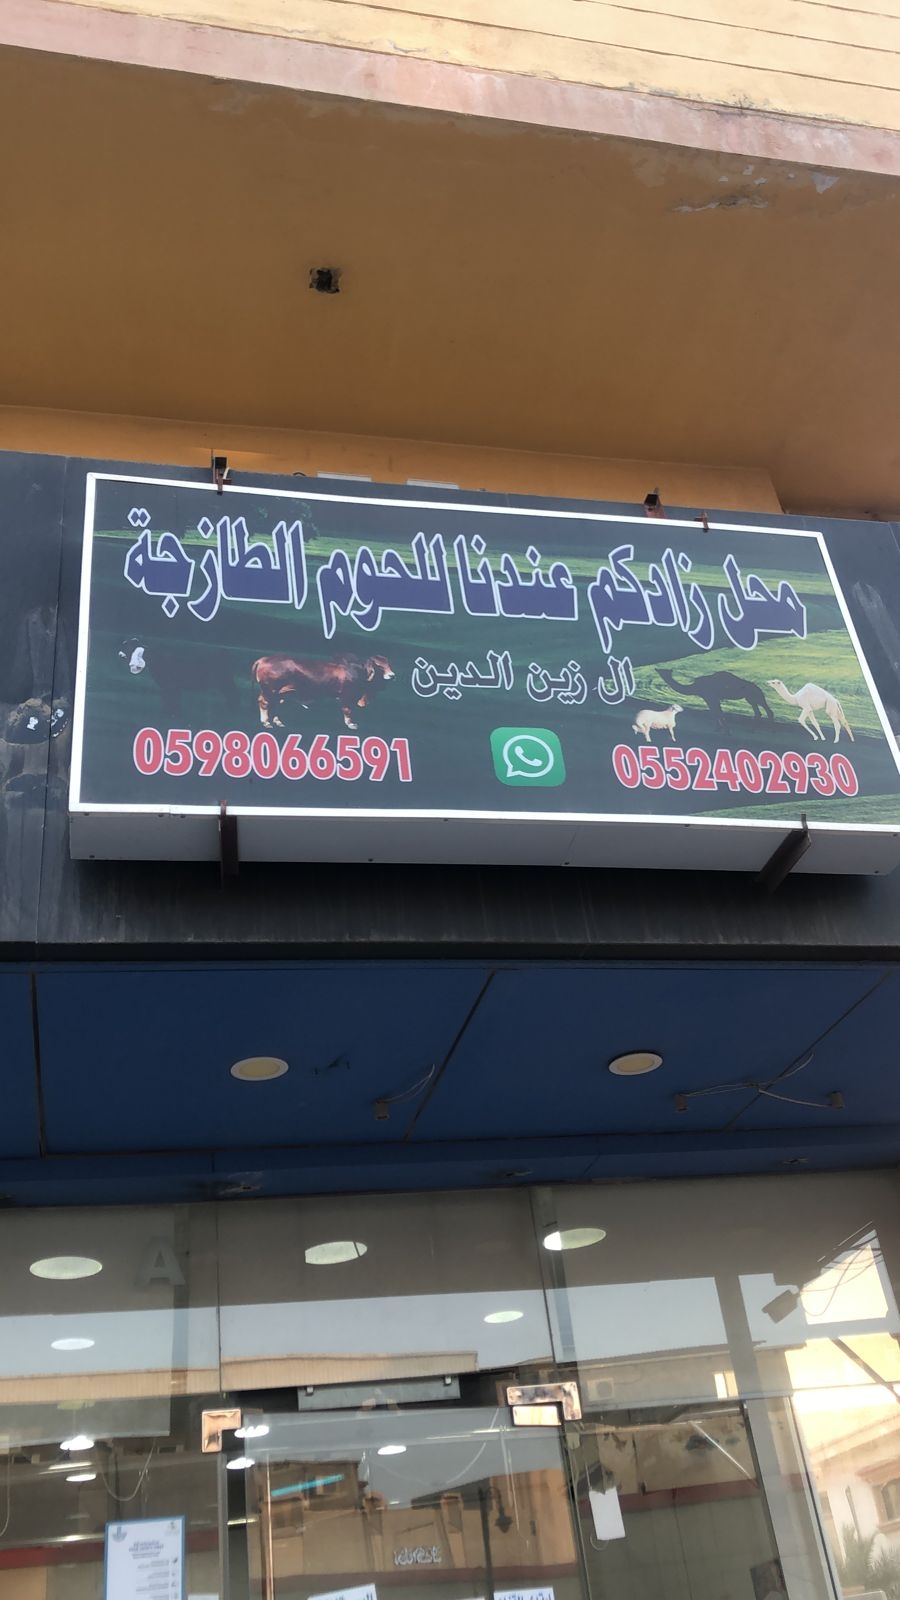 محل زادكم عندنا للحوم الطازجة
ال زين الدين
0598066591
0552402930
A